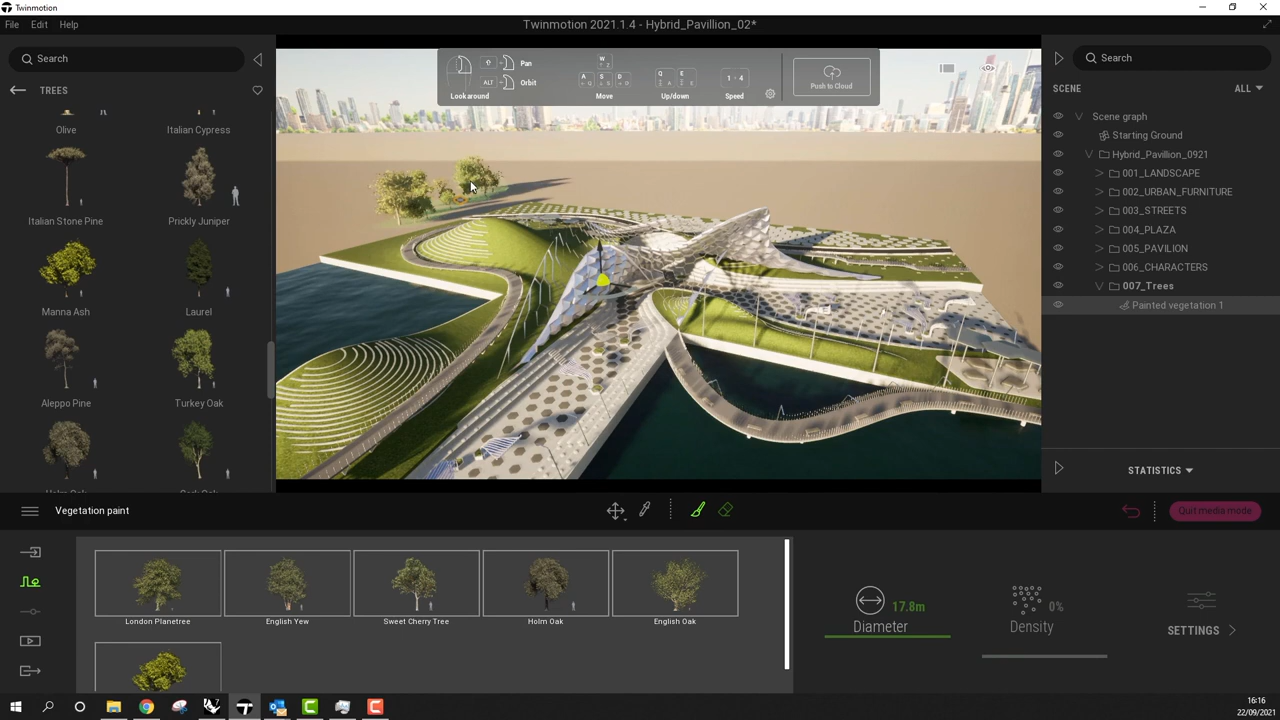 Twinmotion
File Edit Help
Twinmotion 2021.1.4 - Hybrid_Pavillion_02*
Search
TREES
Olive Italian Cypress
Italian Stone Pine Prickly Juniper
Manna Ash Laurel
Aleppo Pine Turkey Oak
Look around
Pan
ALT Orbit
W
Z
A Q S S D D
Move
Q A E E
Up/down
1 ÷ 4
Speed
Push to Cloud
Search
SCENE ALL
Scene graph
Starting Ground
Hybrid_Pavillion_0921
001_LANDSCAPE
002_URBAN_FURNITURE
003_STREETS
004_PLAZA
005_PAVILION
006_CHARACTERS
007_Trees
Painted vegetation 1
STATISTICS
Vegetation paint
Quit media mode
London Planetree English Yew Sweet Cherry Tree Holm Oak English Oak
17.8m
Diameter
0%
Density
SETTINGS
16:16
22/09/2021